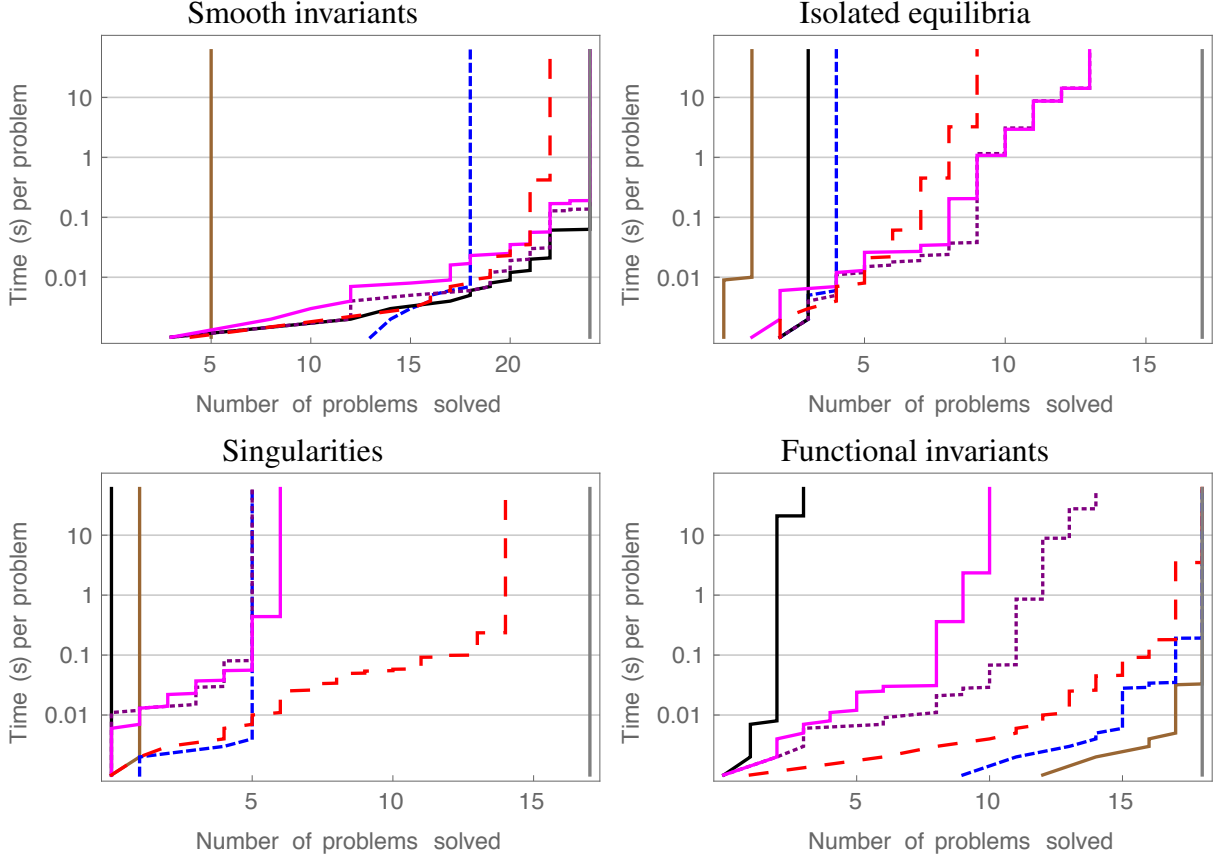 Smooth invariants
Time (s) per problem
10
1
0.1
0.01
5 10 15 20
Number of problems solved
Isolated equilibria
Time (s) per problem
10
1
0.1
0.01
5 10 15
Number of problems solved
Singularities
Time (s) per problem
10
1
0.1
0.01
5 10 15
Number of problems solved
Functional invariants
Time (s) per problem
10
1
0.1
0.01
5 10 15
Number of problems solved